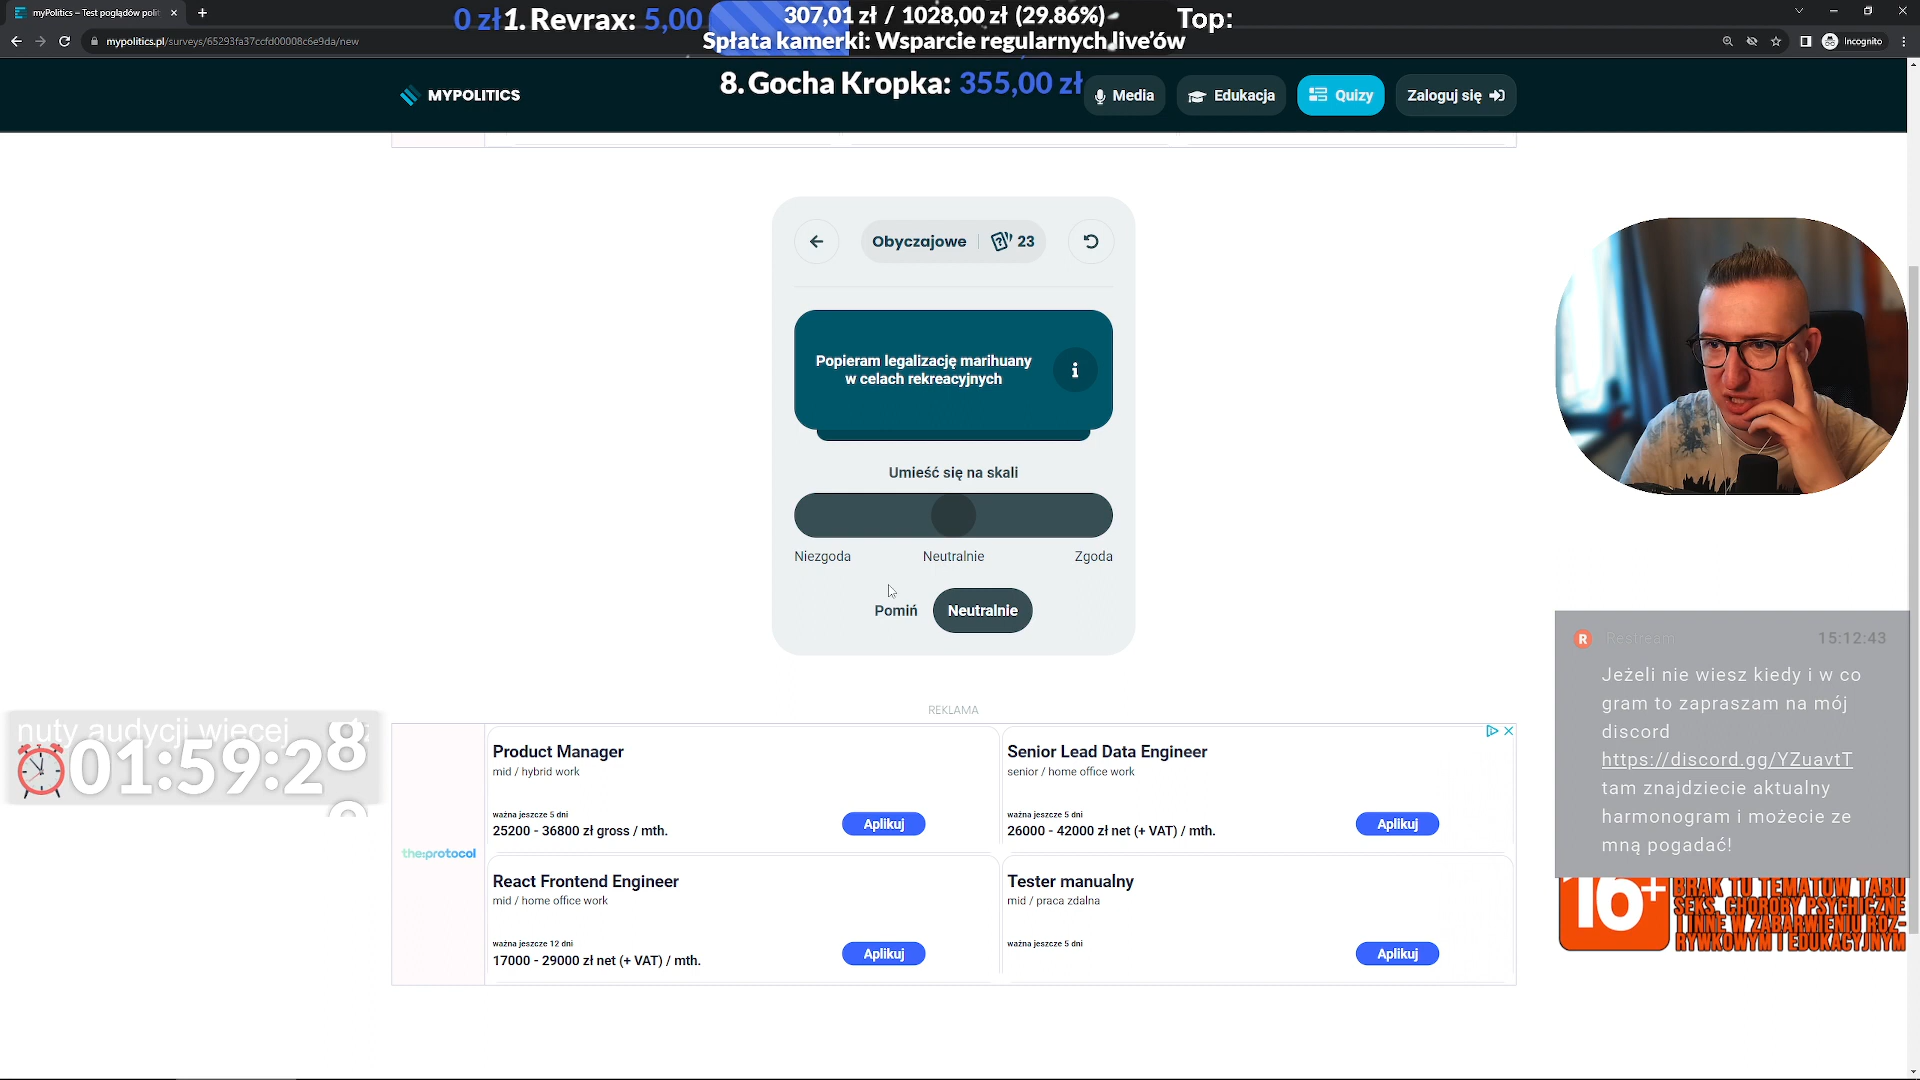 myPolitics – Test poglądów polit
mypolitics.pl/surveys/65293fa37ccfd00008c6e9da/new
Incognito
0 zł 1. Revrax: 5,00
307,01 zł / 1028,00 zł (29.86%)
Top:
Spłata kamerki: Wsparcie regularnych live'ów
8. Gocha Kropka: 355,00 zł
MYPOLITICS
Media
Edukacja
Quizy
Zaloguj się
Obyczajowe
23
Popieram legalizację marihuany
w celach rekreacyjnych
i
Umieść się na skali
Niezgoda
Neutralnie
Zgoda
Pomiń
Neutralnie
REKLAMA
the:protocol
Product Manager
mid / hybrid work
ważna jeszcze 5 dni
25200 - 36800 zł gross / mth.
Aplikuj
Senior Lead Data Engineer
senior / home office work
ważna jeszcze 5 dni
26000 - 42000 zł net (+ VAT) / mth.
Aplikuj
React Frontend Engineer
mid / home office work
ważna jeszcze 12 dni
17000 - 29000 zł net (+ VAT) / mth.
Aplikuj
Tester manualny
mid / praca zdalna
ważna jeszcze 5 dni
Aplikuj
nuty audycji więcej
01:59:28
R
Restream
15:12:43
Jeżeli nie wiesz kiedy i w co
gram to zapraszam na mój
discord
https://discord.gg/YZuavtT
tam znajdziecie aktualny
harmonogram i możecie ze
mną pogadać!
16+
BRAK TU TEMATÓW TABU
SEKS, CHOROBY PSYCHICZNE
I INNE W ZABARWIENIU ROZ-
RYWKOWYM I EDUKACYJNYM